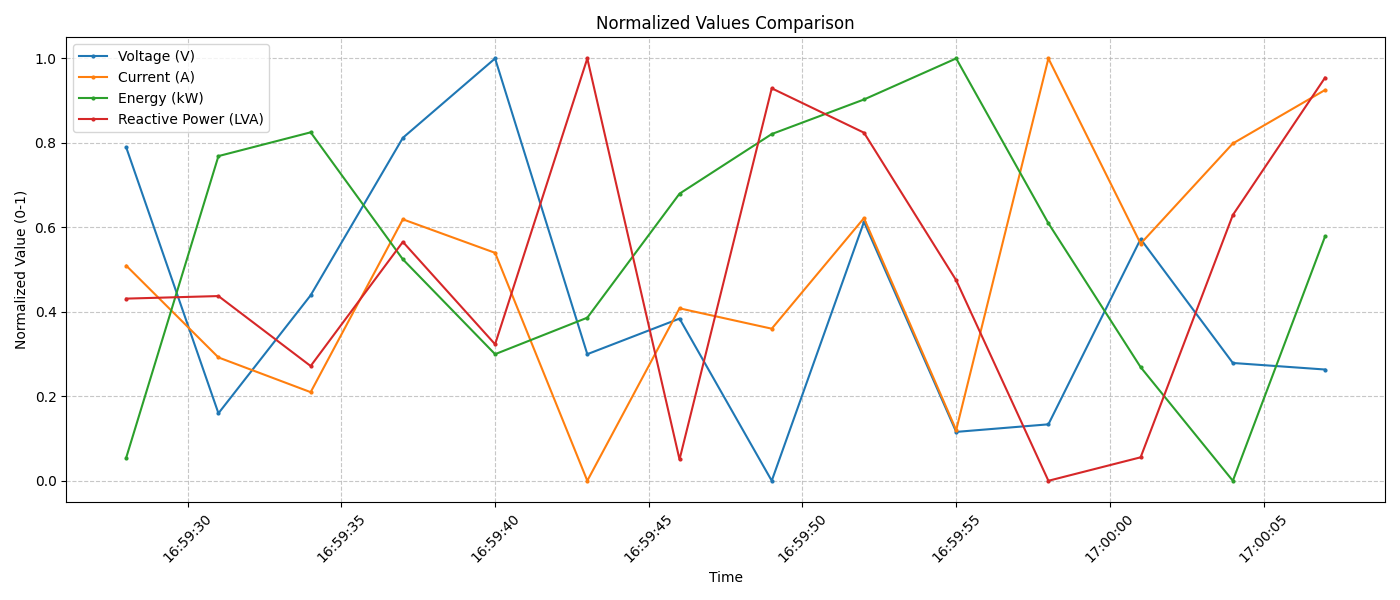 Normalized Values Comparison
Voltage (V)
Current (A)
Energy (kW)
Reactive Power (LVA)
Normalized Value (0-1)
1.0
0.8
0.6
0.4
0.2
0.0
16:59:30
16:59:35
16:59:40
16:59:45
16:59:50
16:59:55
17:00:00
17:00:05
Time